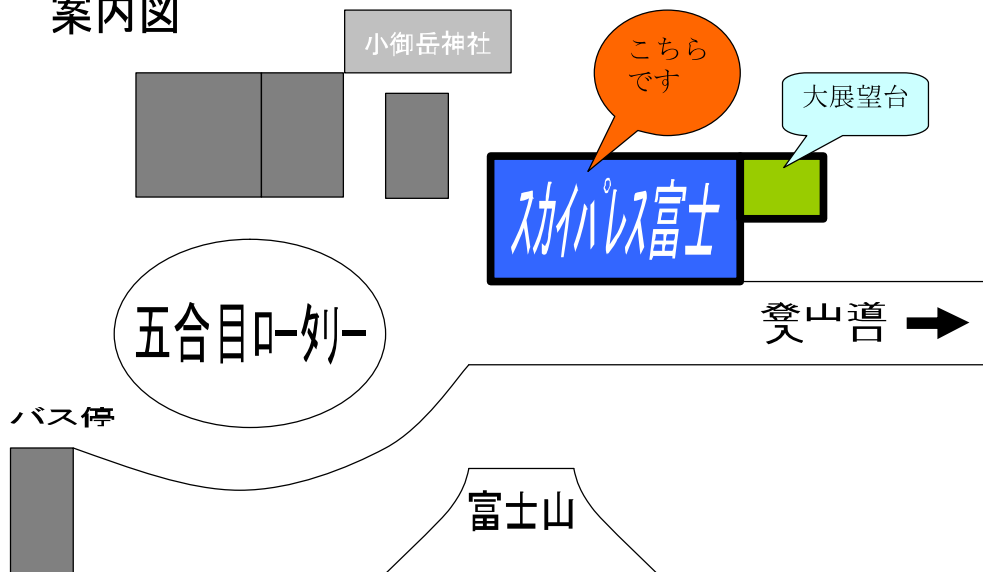 案内図
小御岳神社
こちら
です
大展望台
スカイパレス富士
五合目ロータリー
登山道
入口
バス停
富士山